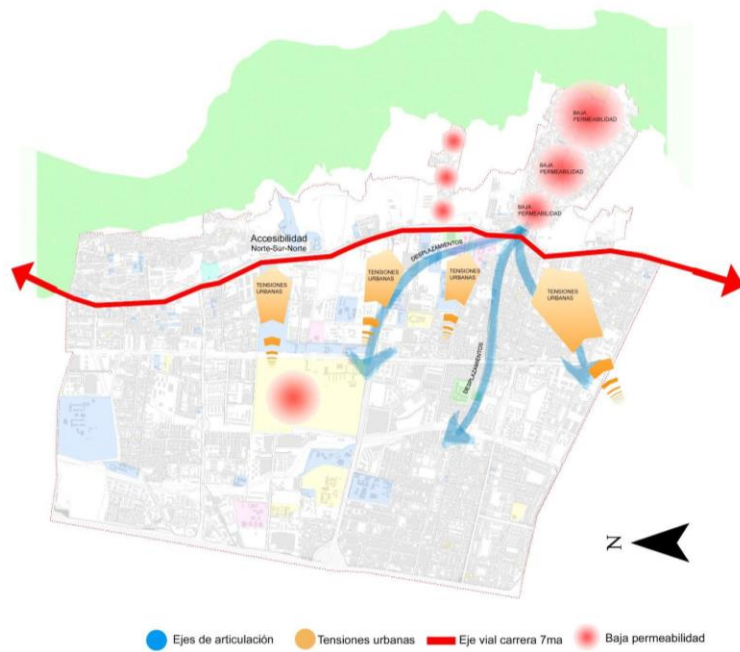 BAJA
PERMEABILIDAD
BAJA
PERMEABILIDAD
BAJA
PERMEABILIDAD
Accesibilidad
Norte-Sur-Norte
DESPLAZAMIENTOS
TENSIONES
URBANAS
TENSIONES
URBANAS
TENSIONES
URBANAS
TENSIONES
URBANAS
DESPLAZAMIENTOS
N
Ejes de articulación
Tensiones urbanas
Eje vial carrera 7ma
Baja permeabilidad